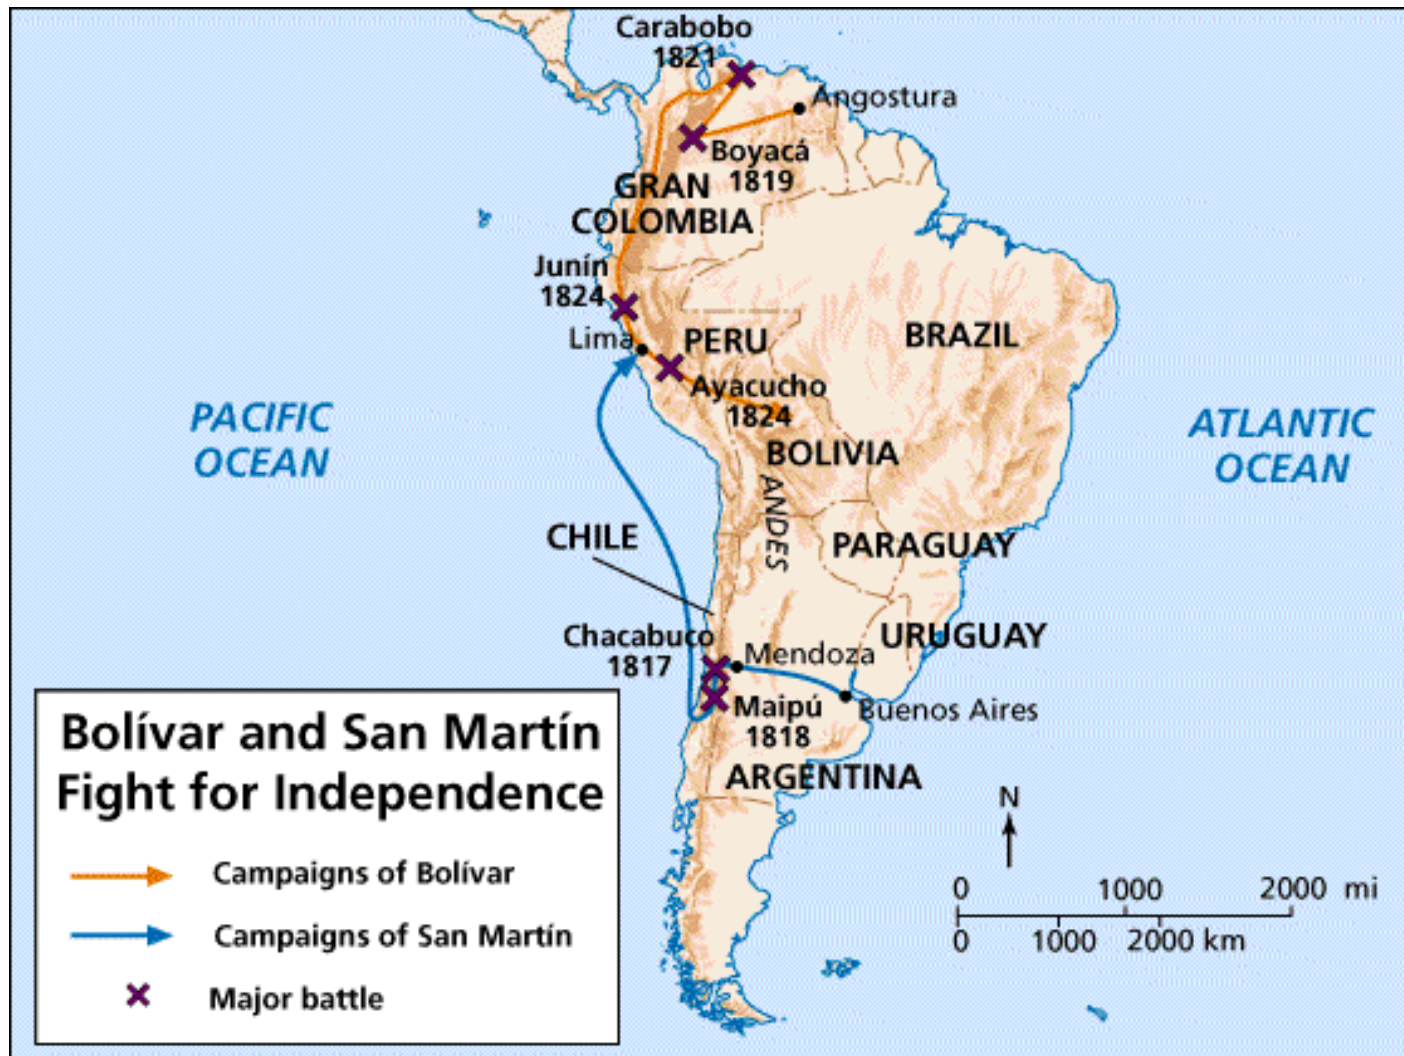 Carabobo
1821
Angostura
Boyacá
1819
GRAN
COLOMBIA
Junín
1824
Lima
PERU
BRAZIL
Ayacucho
1824
PACIFIC
OCEAN
ATLANTIC
OCEAN
BOLIVIA
ANDES
CHILE
PARAGUAY
Chacabuco
1817
Mendoza
URUGUAY
Maipú
1818
Buenos Aires
ARGENTINA
Bolívar and San Martín
Fight for Independence
Campaigns of Bolívar
Campaigns of San Martín
Major battle
N
0 1000 2000 mi
0 1000 2000 km